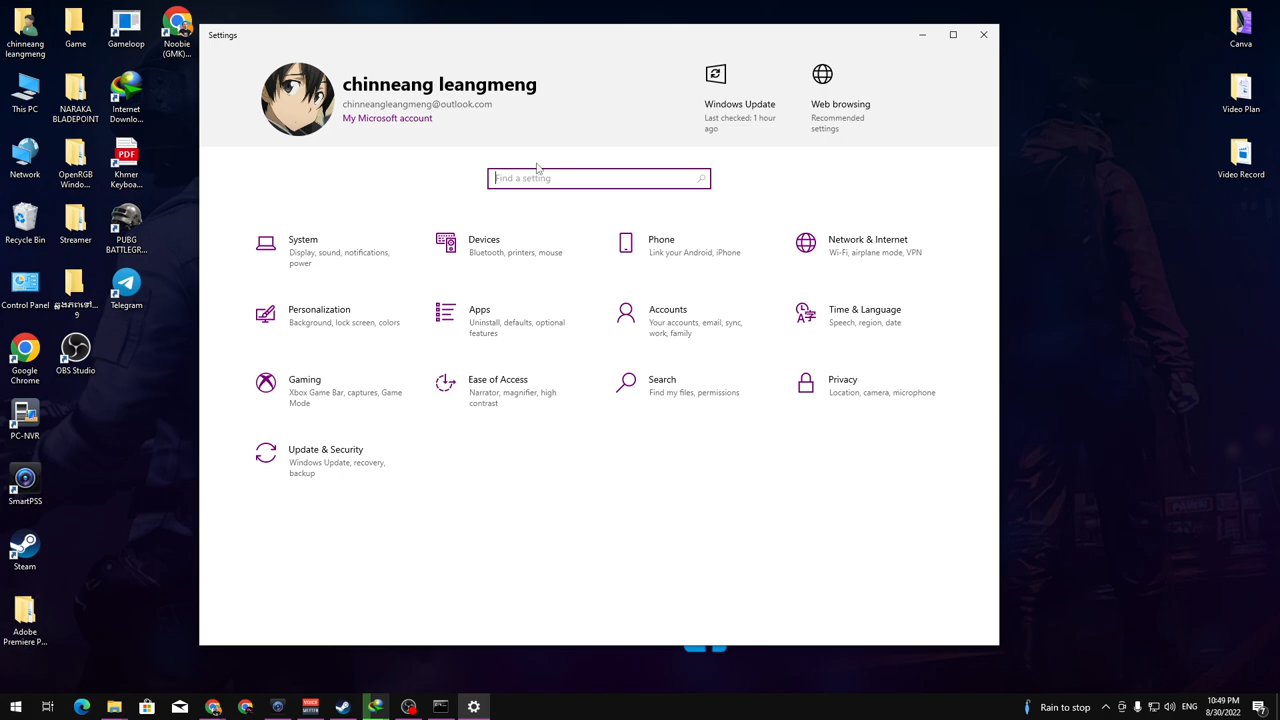 chinneang
leangmeng
Game
Gameloop
Noobie
(GMK)...
This PC
NARAKA
BLADEPOINT
Internet
Downlo...
Network
OpenRGB
Windo...
PDF
Khmer
Keyboa...
Recycle Bin
Streamer
PUBG
BATTLEGR...
Control Panel
9
Telegram
Google
Chrome
OBS Studio
PC-NVR
SmartPSS
Steam
Adobe
Premiere P...
Settings
chinneang leangmeng
chinneangleangmeng@outlook.com
My Microsoft account
Windows Update
Last checked: 1 hour
ago
Web browsing
Recommended
settings
Find a setting
System
Display, sound, notifications,
power
Devices
Bluetooth, printers, mouse
Phone
Link your Android, iPhone
Network & Internet
Wi-Fi, airplane mode, VPN
Personalization
Background, lock screen, colors
Apps
Uninstall, defaults, optional
features
Accounts
Your accounts, email, sync,
work, family
Time & Language
Speech, region, date
Gaming
Xbox Game Bar, captures, Game
Mode
Ease of Access
Narrator, magnifier, high
contrast
Search
Find my files, permissions
Privacy
Location, camera, microphone
Update & Security
Windows Update, recovery,
backup
Canva
Video Plan
Video Record
Rain to stop
ENG
10:49 PM
8/30/2022